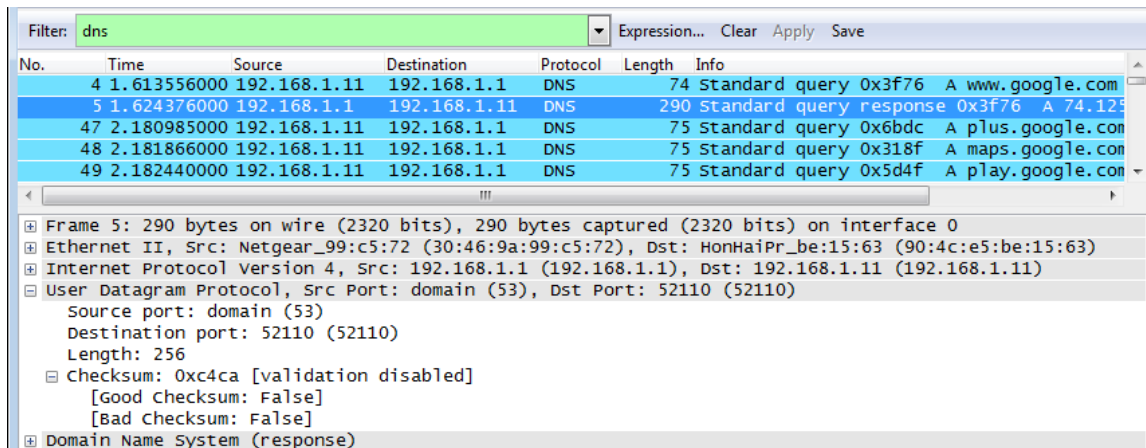 Filter: dns Expression... Clear Apply Save
No. Time Source Destination Protocol Length Info
4 1.613556000 192.168.1.11 192.168.1.1 DNS 74 Standard query 0x3f76 A www.google.com
5 1.624376000 192.168.1.1 192.168.1.11 DNS 290 Standard query response 0x3f76 A 74.125
47 2.180985000 192.168.1.11 192.168.1.1 DNS 75 Standard query 0x6bdc A plus.google.com
48 2.181866000 192.168.1.11 192.168.1.1 DNS 75 Standard query 0x318f A maps.google.com
49 2.182440000 192.168.1.11 192.168.1.1 DNS 75 Standard query 0x5d4f A play.google.com
Frame 5: 290 bytes on wire (2320 bits), 290 bytes captured (2320 bits) on interface 0
Ethernet II, Src: Netgear_99:c5:72 (30:46:9a:99:c5:72), Dst: HonHaiPr_be:15:63 (90:4c:e5:be:15:63)
Internet Protocol Version 4, Src: 192.168.1.1 (192.168.1.1), Dst: 192.168.1.11 (192.168.1.11)
User Datagram Protocol, Src Port: domain (53), Dst Port: 52110 (52110)
Source port: domain (53)
Destination port: 52110 (52110)
Length: 256
Checksum: 0xc4ca [validation disabled]
[Good Checksum: False]
[Bad Checksum: False]
Domain Name System (response)